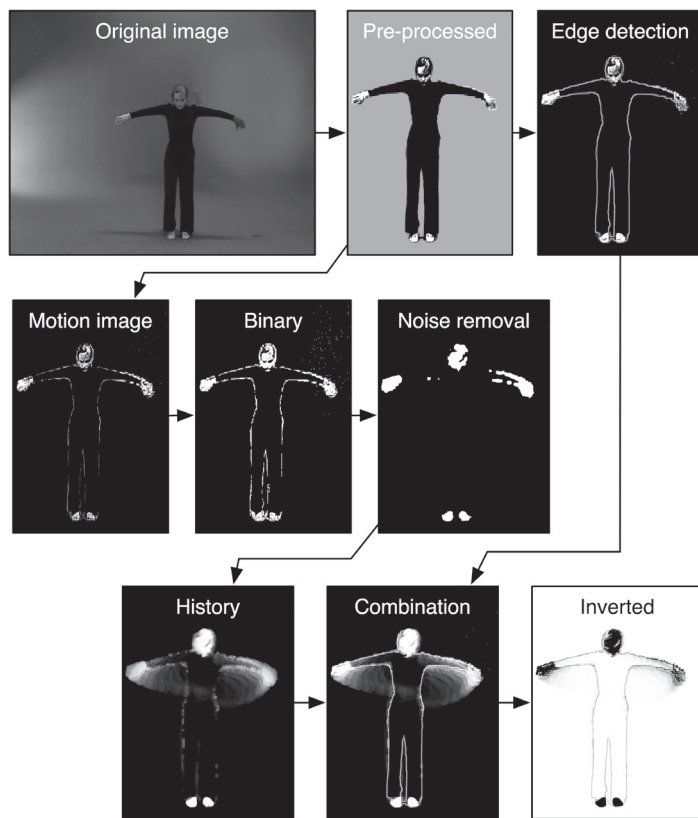 Original image
Pre-processed
Edge detection
Motion image
Binary
Noise removal
History
Combination
Inverted